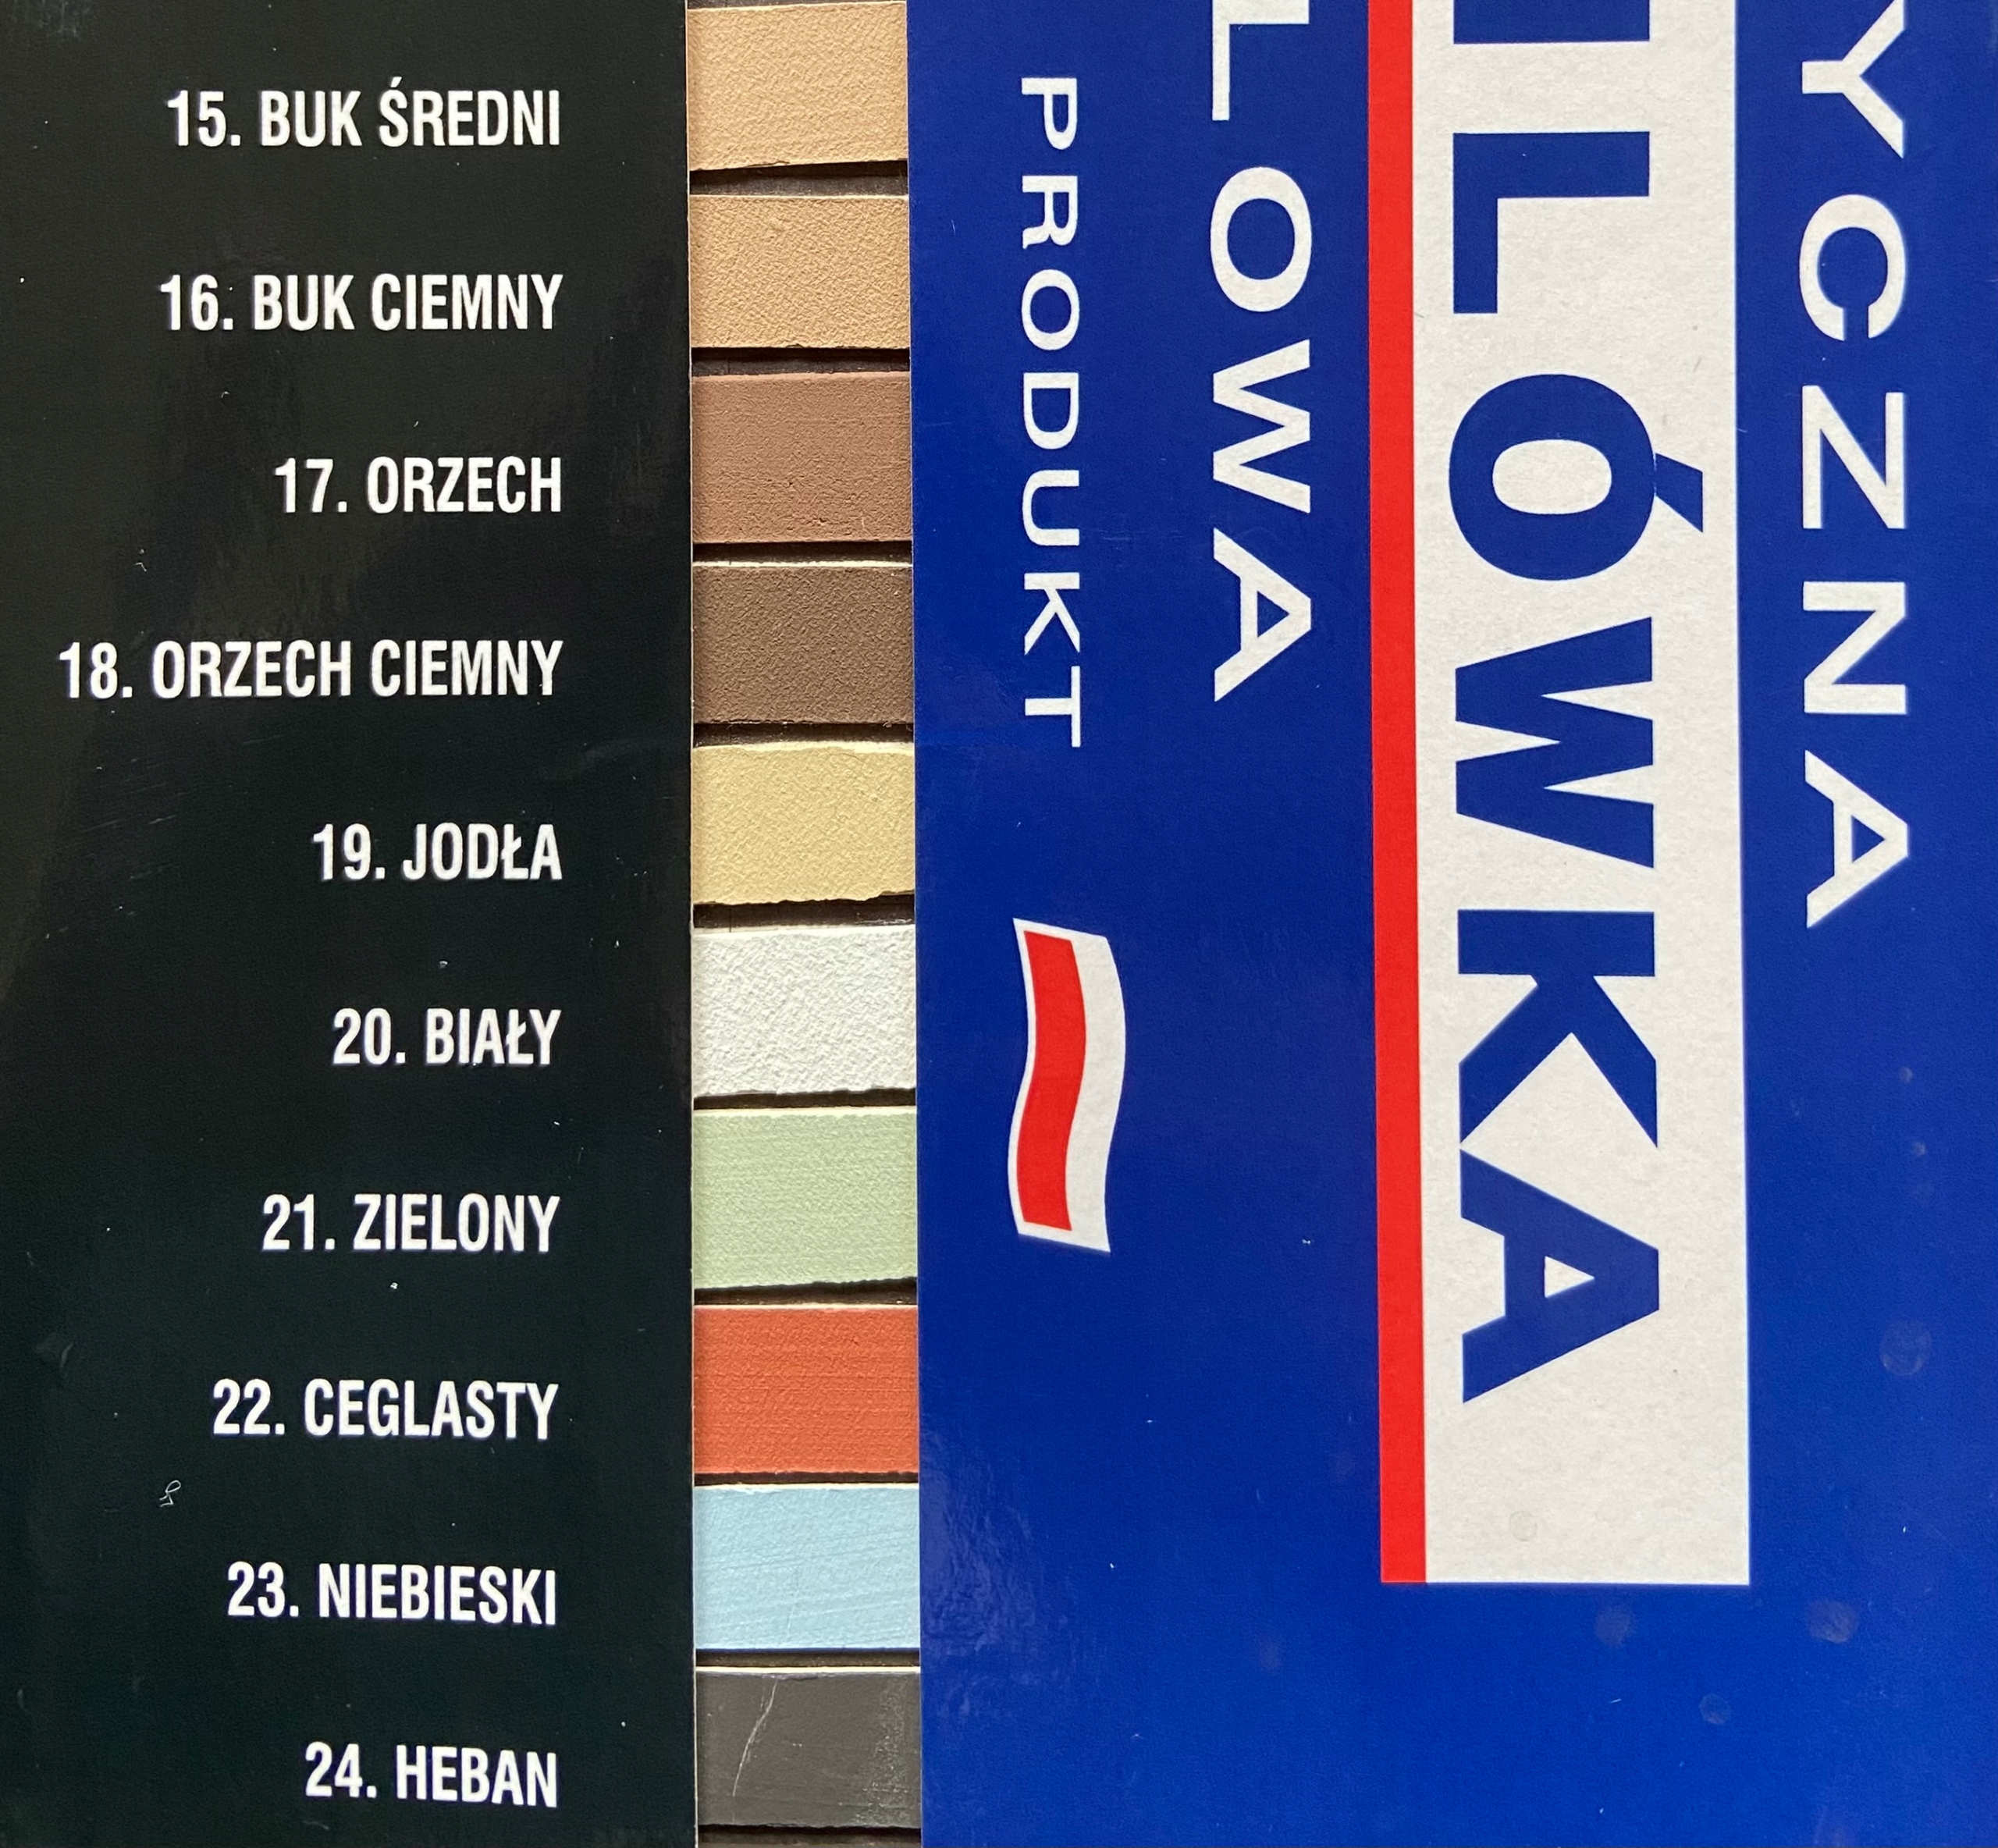 15. BUK ŚREDNI
16. BUK CIEMNY
17. ORZECH
18. ORZECH CIEMNY
19. JODŁA
20. BIAŁY
21. ZIELONY
22. CEGLASTY
23. NIEBIESKI
24. HEBAN
YCZNA
ILÓWKA
LOWA
PRODUKT